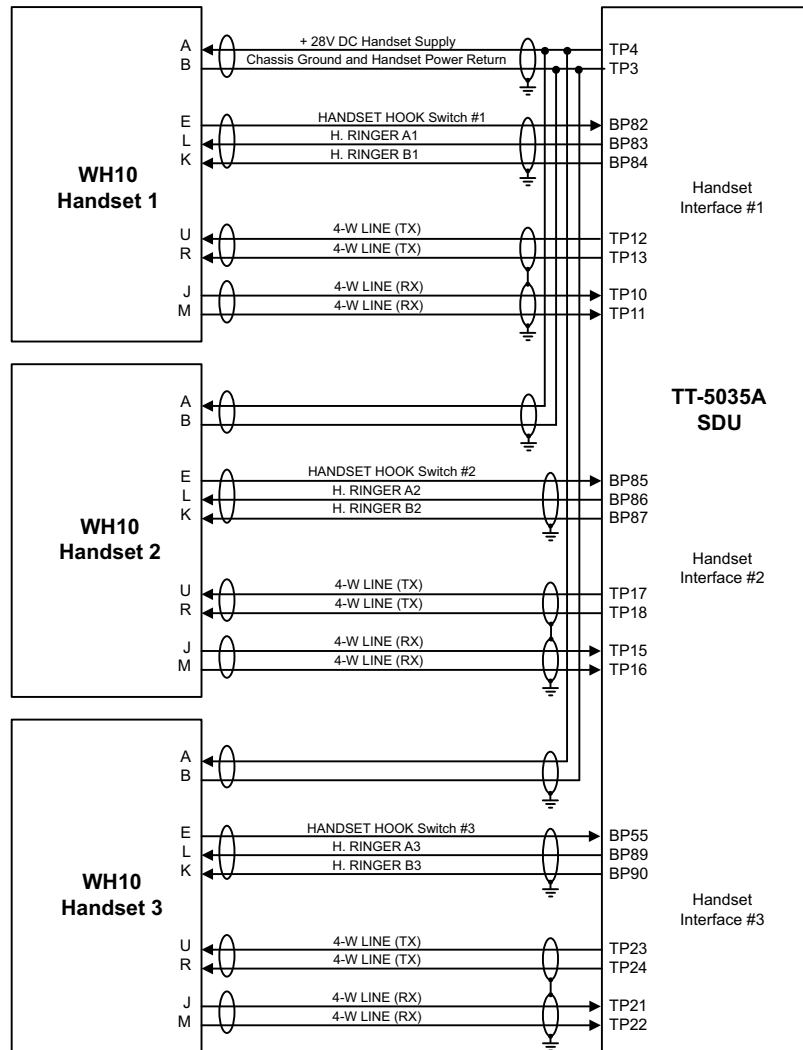 A + 28V DC Handset Supply TP4
B Chassis Ground and Handset Power Return TP3
E HANDSET HOOK Switch #1 BP82
L H. RINGER A1 BP83
K H. RINGER B1 BP84
WH10
Handset 1
Handset
Interface #1
U 4-W LINE (TX) TP12
R 4-W LINE (TX) TP13
J 4-W LINE (RX) TP10
M 4-W LINE (RX) TP11
TT-5035A
SDU
A
B
E HANDSET HOOK Switch #2 BP85
L H. RINGER A2 BP86
K H. RINGER B2 BP87
WH10
Handset 2
Handset
Interface #2
U 4-W LINE (TX) TP17
R 4-W LINE (TX) TP18
J 4-W LINE (RX) TP15
M 4-W LINE (RX) TP16
A
B
E HANDSET HOOK Switch #3 BP55
L H. RINGER A3 BP89
K H. RINGER B3 BP90
WH10
Handset 3
Handset
Interface #3
U 4-W LINE (TX) TP23
R 4-W LINE (TX) TP24
J 4-W LINE (RX) TP21
M 4-W LINE (RX) TP22